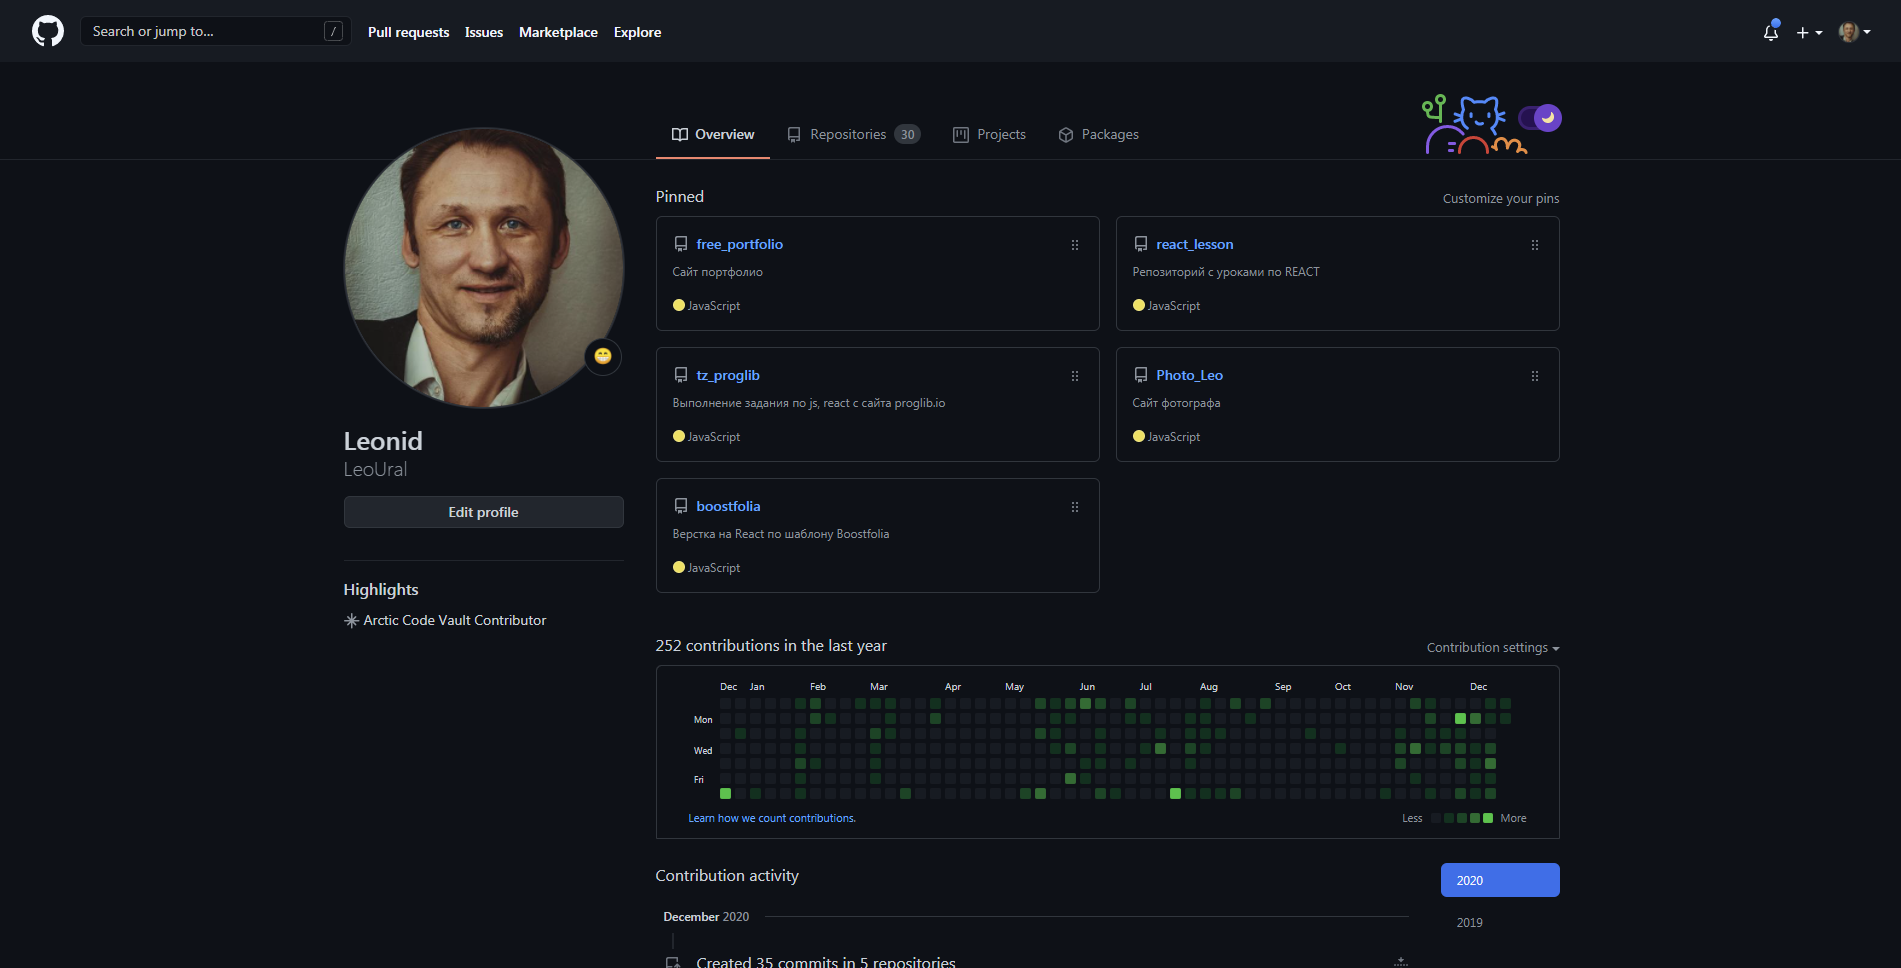 Search or jump to...
/
Pull requests
Issues
Marketplace
Explore
Overview
Repositories 30
Projects
Packages
Leonid
LeoUral
Edit profile
Highlights
Arctic Code Vault Contributor
Pinned
Customize your pins
free_portfolio
Сайт портфолио
JavaScript
react_lesson
Репозиторий с уроками по REACT
JavaScript
tz_proglib
Выполнение задания по js, react с сайта proglib.io
JavaScript
Photo_Leo
Сайт фотографа
JavaScript
boostfolia
Верстка на React по шаблону Boostfolia
JavaScript
252 contributions in the last year
Contribution settings
Dec Jan Feb Mar Apr May Jun Jul Aug Sep Oct Nov Dec
Mon
Wed
Fri
Learn how we count contributions.
Less
More
Contribution activity
2020
2019
December 2020
Created 35 commits in 5 repositories